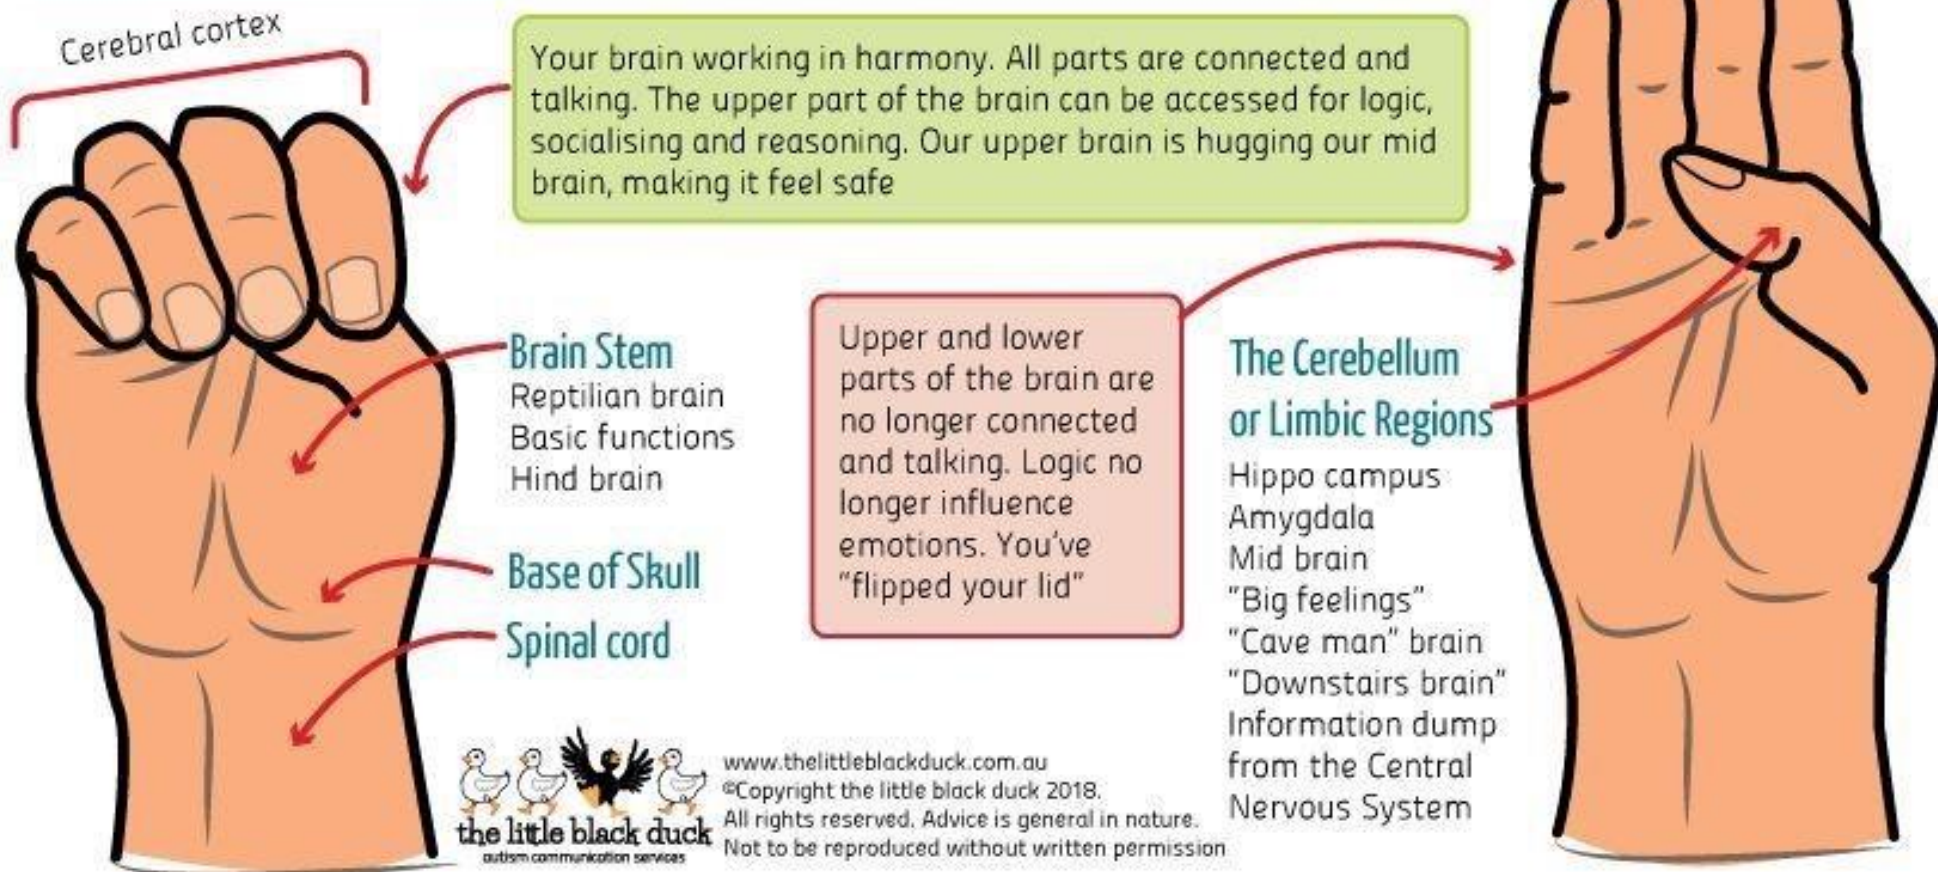 Cerebral cortex
Your brain working in harmony. All parts are connected and
talking. The upper part of the brain can be accessed for logic,
socialising and reasoning. Our upper brain is hugging our mid
brain, making it feel safe
Brain Stem
Reptilian brain
Basic functions
Hind brain
Base of Skull
Spinal cord
Upper and lower
parts of the brain are
no longer connected
and talking. Logic no
longer influence
emotions. You've
"flipped your lid"
The Cerebellum
or Limbic Regions
Hippo campus
Amygdala
Mid brain
"Big feelings"
"Cave man" brain
"Downstairs brain"
Information dump
from the Central
Nervous System
the little black duck
autism communication services
www.thelittleblackduck.com.au
©Copyright the little black duck 2018.
All rights reserved. Advice is general in nature.
Not to be reproduced without written permission